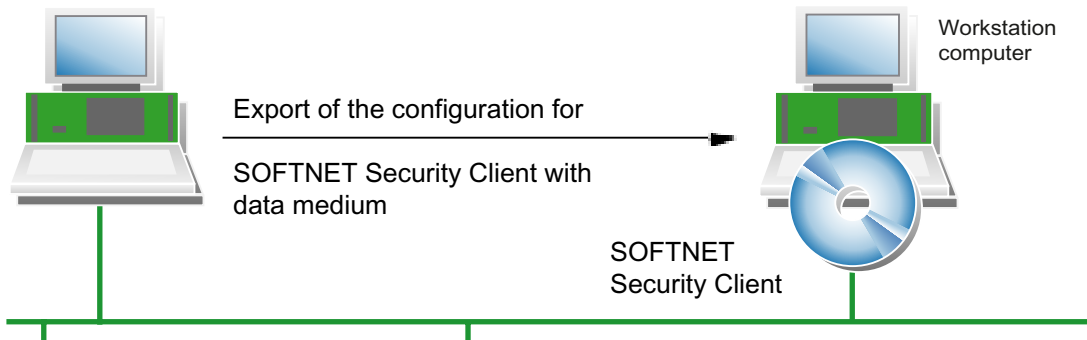 Workstation
computer
Export of the configuration for
SOFTNET Security Client with
data medium
SOFTNET
Security Client